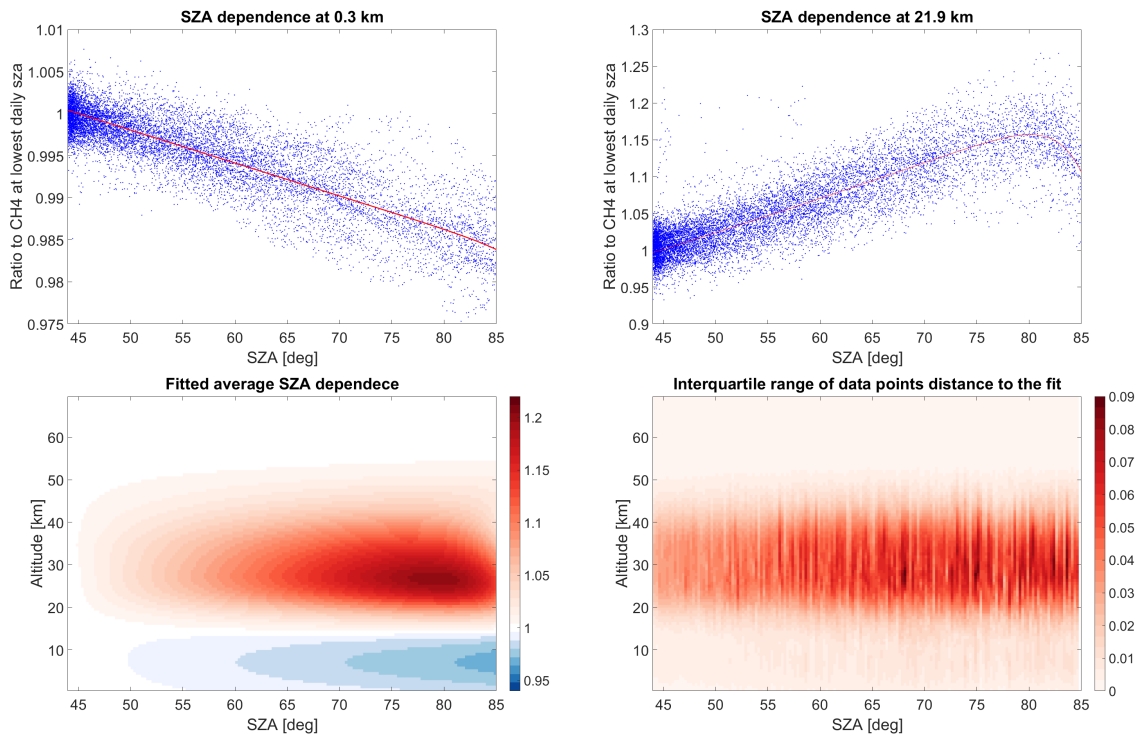 SZA dependence at 0.3 km
1.01
1.005
1
0.995
0.99
0.985
0.98
0.975
Ratio to CH4 at lowest daily sza
45 50 55 60 65 70 75 80 85
SZA [deg]
SZA dependence at 21.9 km
1.3
1.25
1.2
1.15
1.1
1.05
1
0.95
0.9
Ratio to CH4 at lowest daily sza
45 50 55 60 65 70 75 80 85
SZA [deg]
Fitted average SZA dependece
60
50
40
30
20
10
Altitude [km]
45 50 55 60 65 70 75 80 85
SZA [deg]
1.2
1.15
1.1
1.05
1
0.95
Interquartile range of data points distance to the fit
60
50
40
30
20
10
Altitude [km]
45 50 55 60 65 70 75 80 85
SZA [deg]
0.09
0.08
0.07
0.06
0.05
0.04
0.03
0.02
0.01
0